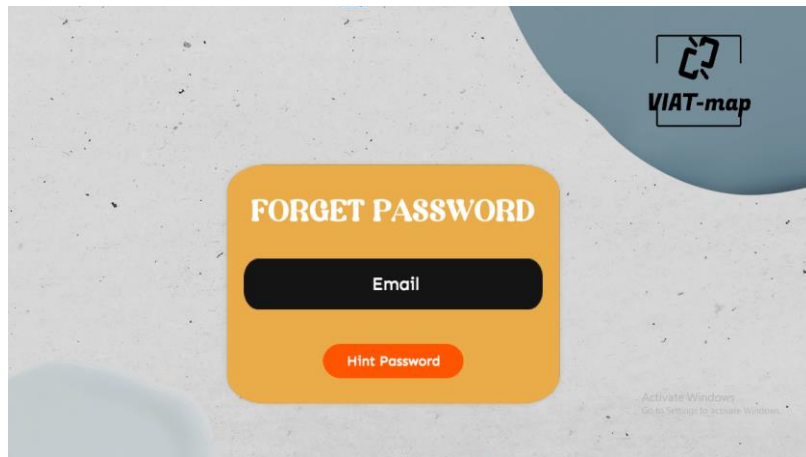 VIAT-map
FORGET PASSWORD
Email
Hint Password
Activate Windows
Go to Settings to activate Windows.